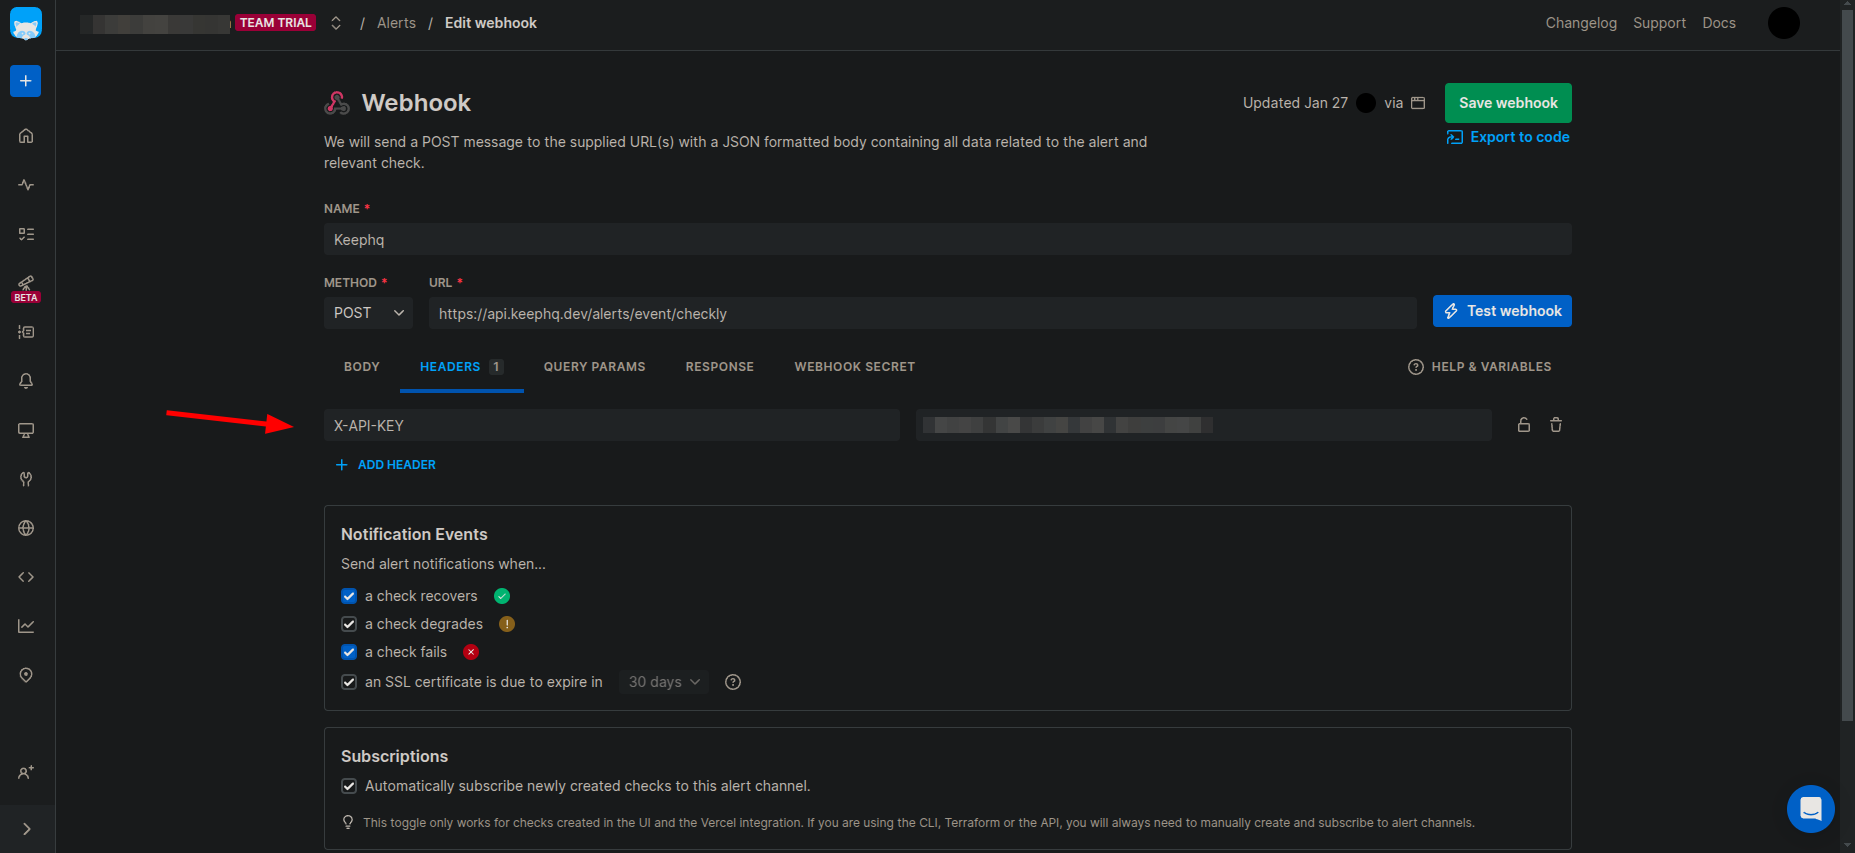 TEAM TRIAL / Alerts / Edit webhook
Changelog Support Docs
Webhook
Updated Jan 27 via
Save webhook
We will send a POST message to the supplied URL(s) with a JSON formatted body containing all data related to the alert and
relevant check.
Export to code
NAME *
Keephq
METHOD * URL *
POST https://api.keephq.dev/alerts/event/checkly Test webhook
BODY HEADERS 1 QUERY PARAMS RESPONSE WEBHOOK SECRET HELP & VARIABLES
X-API-KEY
ADD HEADER
Notification Events
Send alert notifications when...
a check recovers
a check degrades
a check fails
an SSL certificate is due to expire in 30 days
Subscriptions
Automatically subscribe newly created checks to this alert channel.
This toggle only works for checks created in the UI and the Vercel integration. If you are using the CLI, Terraform or the API, you will always need to manually create and subscribe to alert channels.
BETA